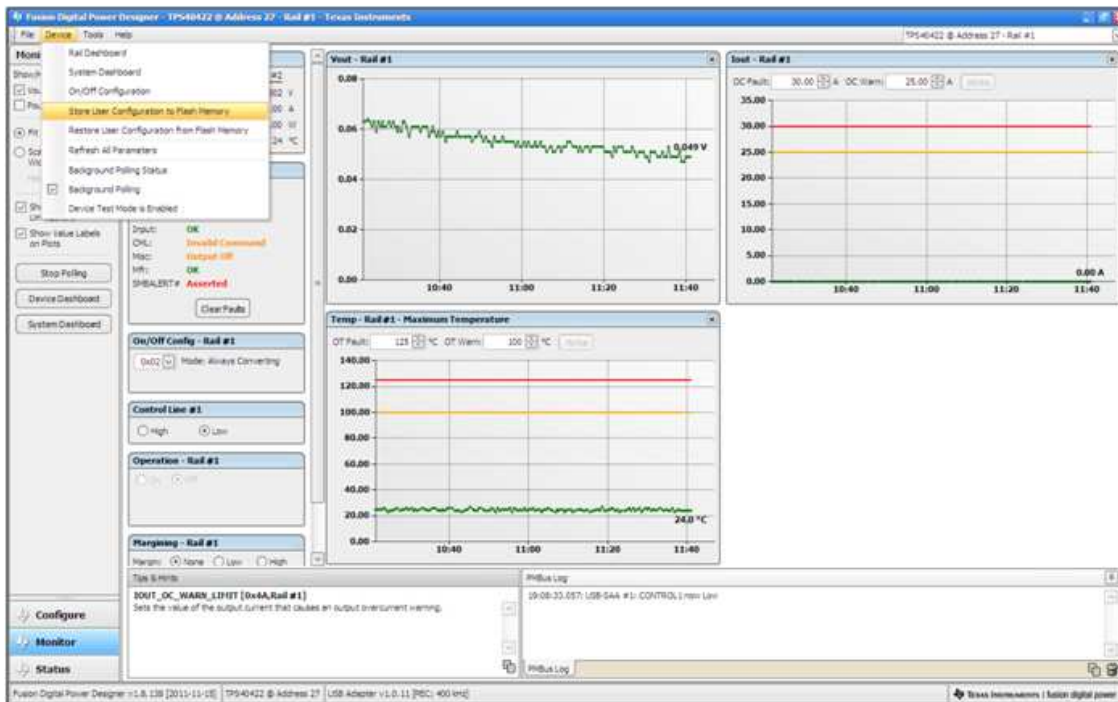 Fusion Digital Power Designer - TPS40422 @ Address 27 - Rail #1 - Texas Instruments
File Device Tools Help
TPS40422 @ Address 27 - Rail #1
Rail Dashboard
System Dashboard
On/Off Configuration
Store User Configuration to Flash Memory
Restore User Configuration from Flash Memory
Refresh All Parameters
Background Polling Status
Background Polling
Device Test Mode is Enabled
Show Value Labels
on Plots
Stop Polling
Device Dashboard
System Dashboard
Input: OK
CML: Invalid Command
Misc: Output Off
Mfr: OK
SMBALERT# Asserted
Clear Faults
On/Off Config - Rail #1
0x02 Mode: Always Converting
Control Line #1
High Low
Operation - Rail #1
On Off
Margining - Rail #1
Margin: None Low High
Vout - Rail #1
0.08
0.06
0.04
0.02
0.00
0.049 V
10:40 11:00 11:20 11:40
Iout - Rail #1
OC Fault: 30.00 A OC Warn: 25.00 A Write
35.00
30.00
25.00
20.00
15.00
10.00
5.00
0.00
0.00 A
10:40 11:00 11:20 11:40
Temp - Rail #1 - Maximum Temperature
OT Fault: 125 °C OT Warn: 100 °C Write
140.00
120.00
100.00
80.00
60.00
40.00
20.00
0.00
24.0 °C
10:40 11:00 11:20 11:40
Configure
Monitor
Status
Tips & Hints
IOUT_OC_WARN_LIMIT [0x4A,Rail #1]
Sets the value of the output current that causes an output overcurrent warning.
PMBus Log
19:08:33.057: USB-SAA #1: CONTROL1 now Low
PMBus Log
Fusion Digital Power Designer v1.8.138 [2011-11-15] TPS40422 @ Address 27 USB Adapter v1.0.11 [PEC; 400 kHz]
Texas Instruments | fusion digital power